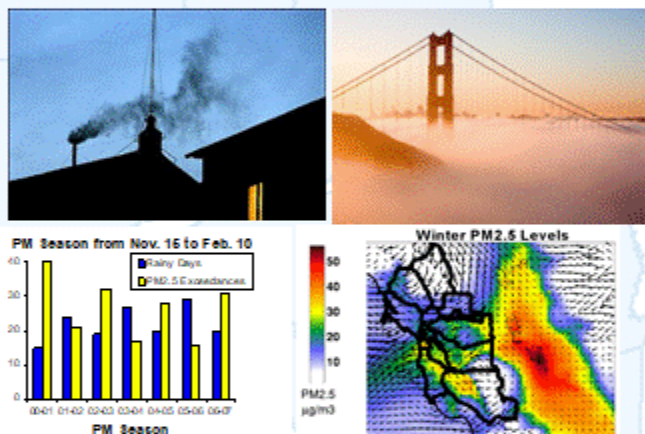 PM Season from Nov. 15 to Feb. 10
Rainy Days
PM2.5 Exceedances
40
30
20
10
0
00-01 01-02 02-03 03-04 04-05 05-06 06-07
PM Season
Winter PM2.5 Levels
50
40
30
20
10
PM2.5
µg/m3